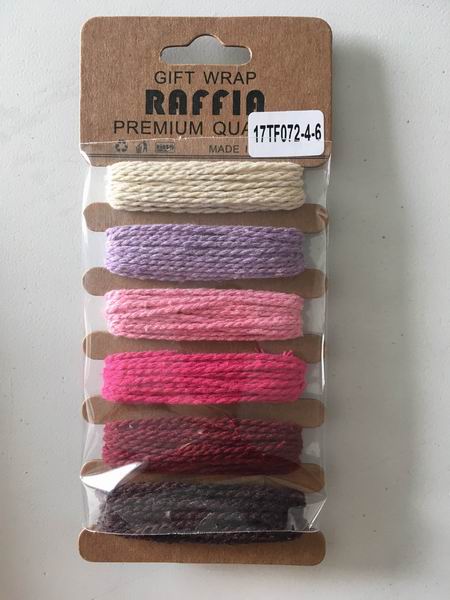 GIFT WRAP
RAFFIA
PREMIUM QUA
17TF072-4-6
MADE